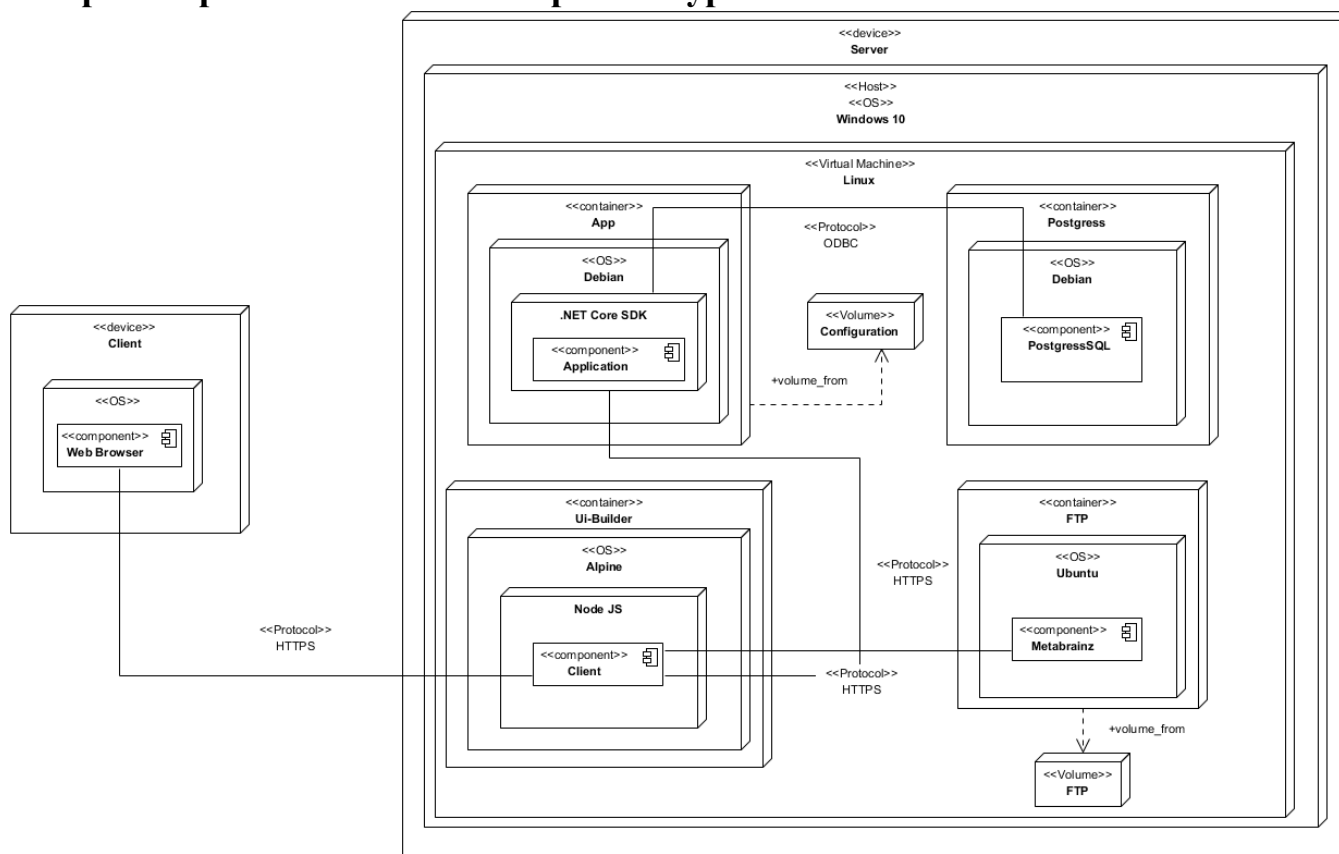 <<device>>
Server
<<Host>>
<<OS>>
Windows 10
<<Virtual Machine>>
Linux
<<container>>
App
<<OS>>
Debian
.NET Core SDK
<<component>>
Application
<<Protocol>>
ODBC
<<container>>
Postgress
<<OS>>
Debian
<<component>>
PostgressSQL
<<Volume>>
Configuration
+volume_from
<<device>>
Client
<<OS>>
<<component>>
Web Browser
<<Protocol>>
HTTPS
<<container>>
Ui-Builder
<<OS>>
Alpine
Node JS
<<component>>
Client
<<Protocol>>
HTTPS
<<Protocol>>
HTTPS
<<container>>
FTP
<<OS>>
Ubuntu
<<component>>
Metabrainz
+volume_from
<<Volume>>
FTP